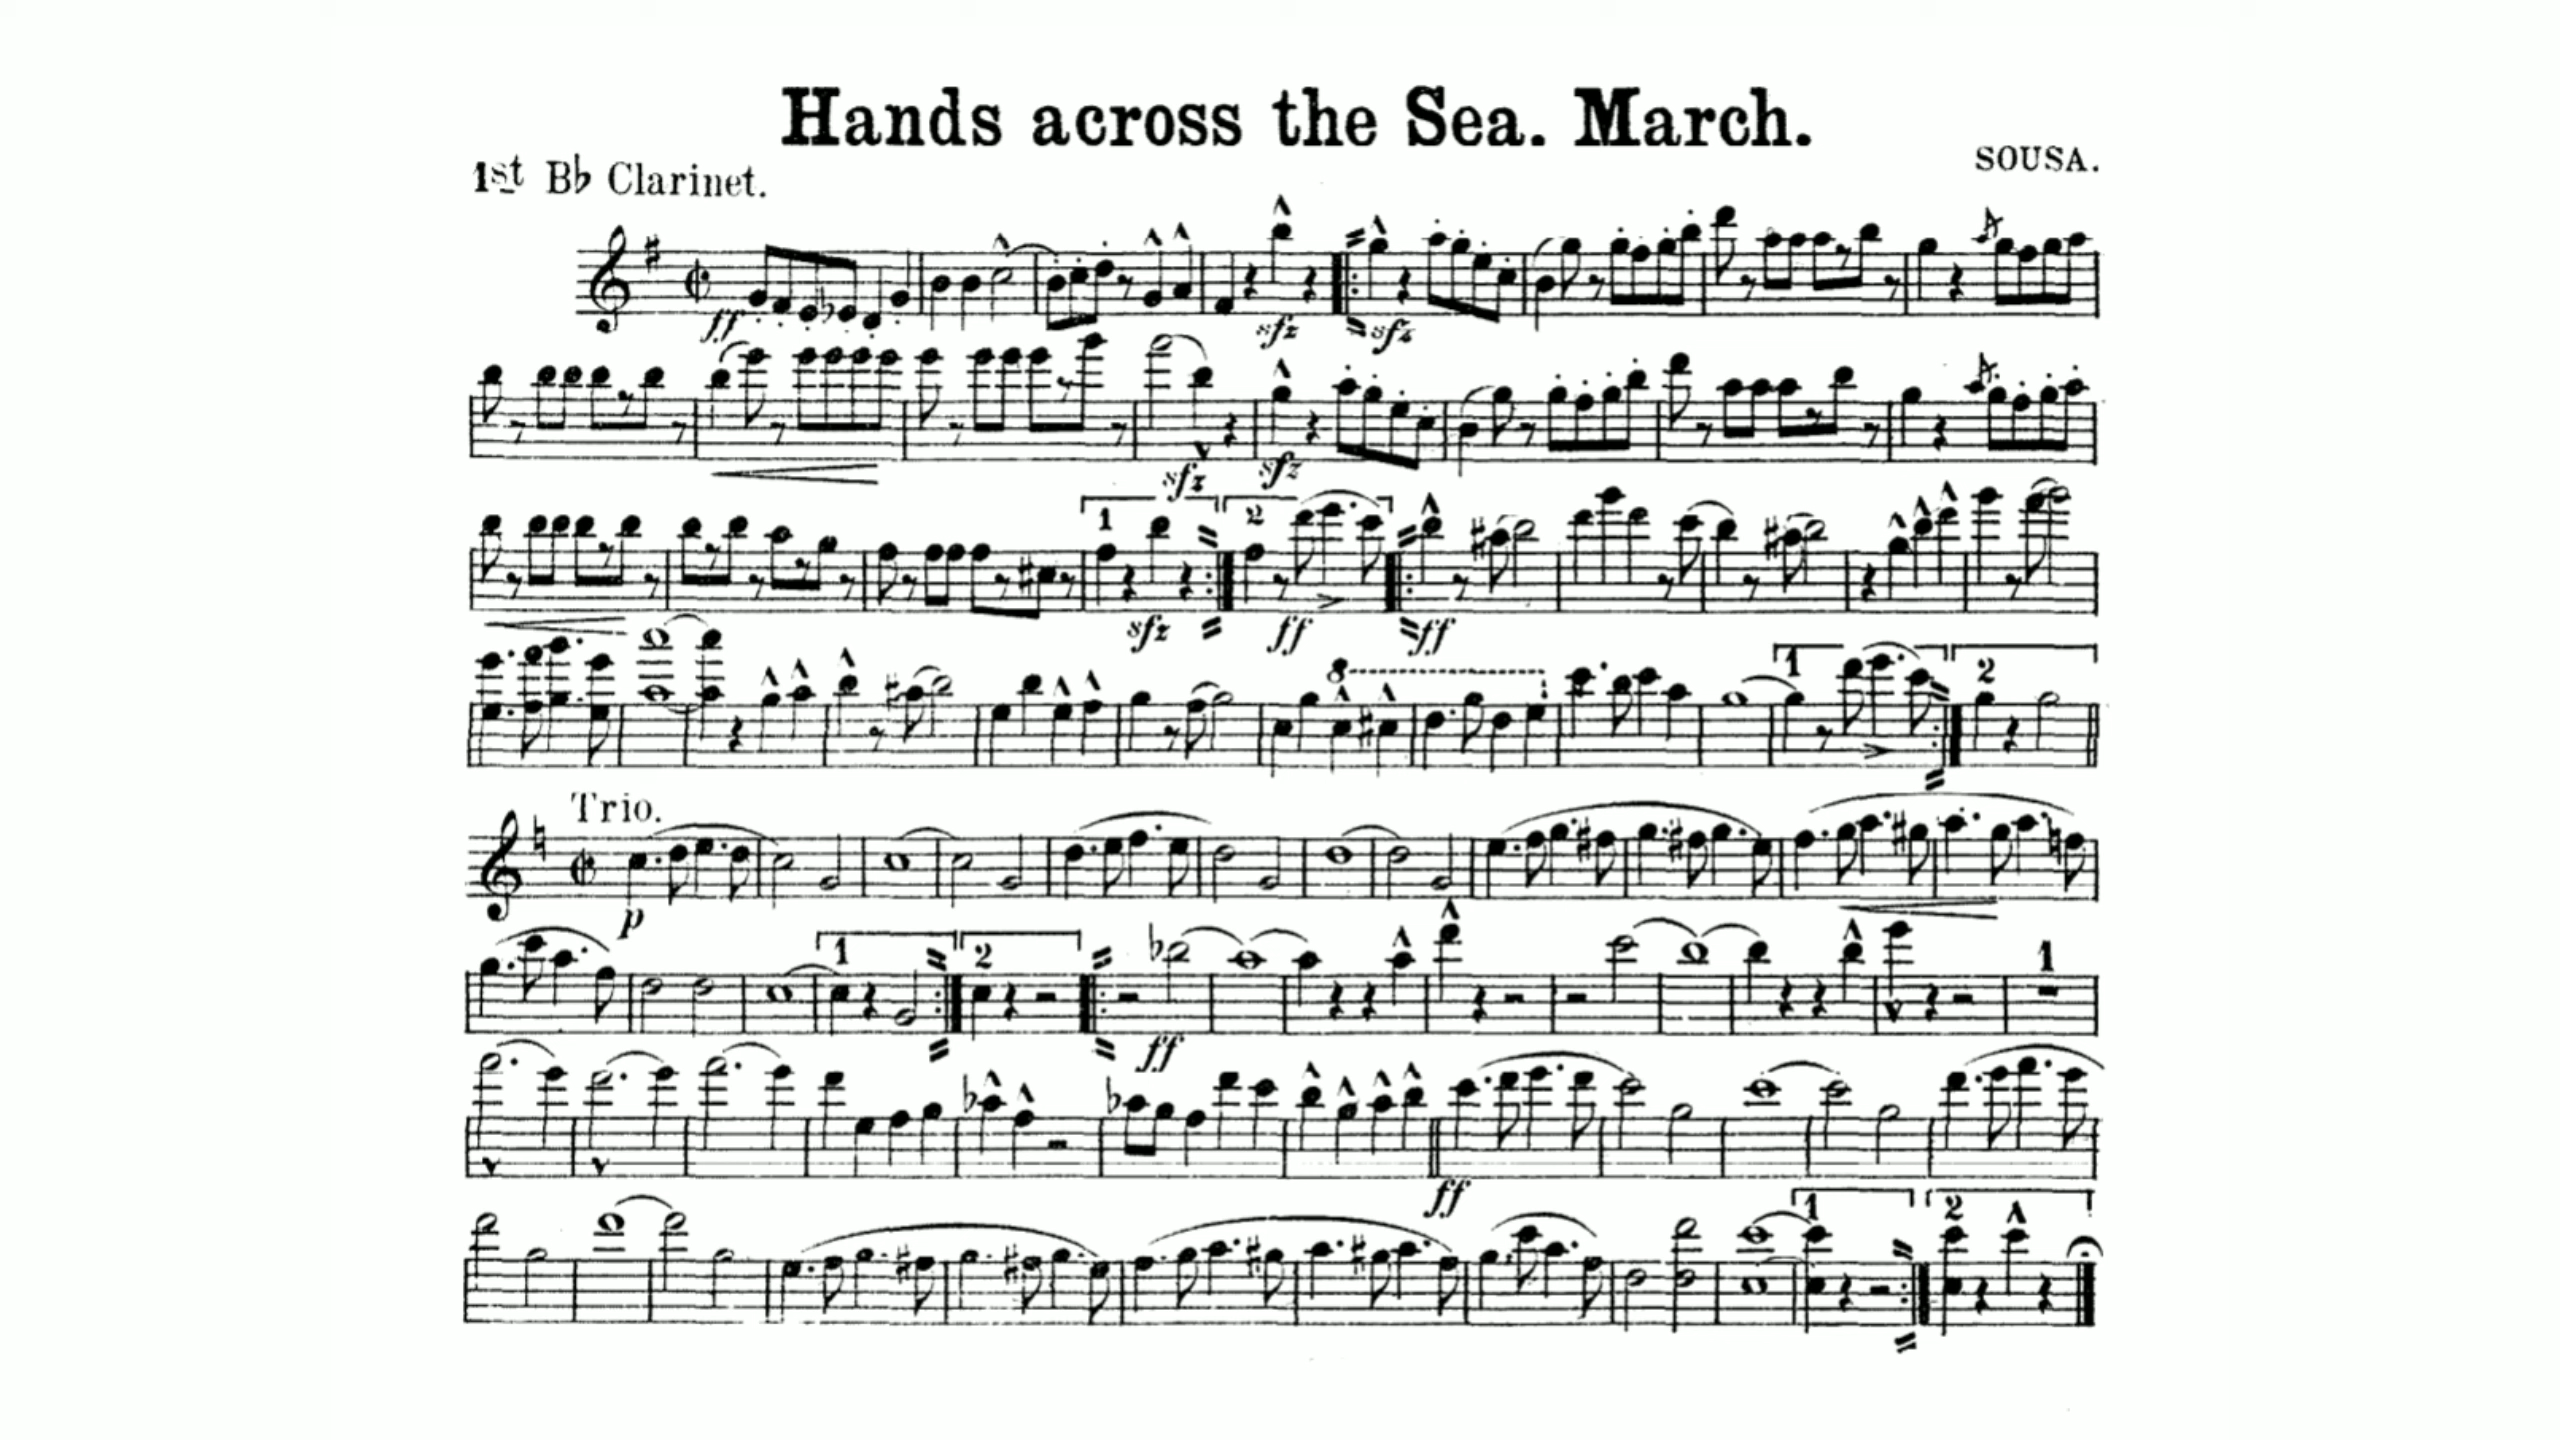 Hands across the Sea. March.
1st B♭ Clarinet.
SOUSA.
ff
sfz sfz
sfz sfz
1 2
sfz ff ff
8
1 2
Trio.
p
1 2 1
ff
ff
1 2